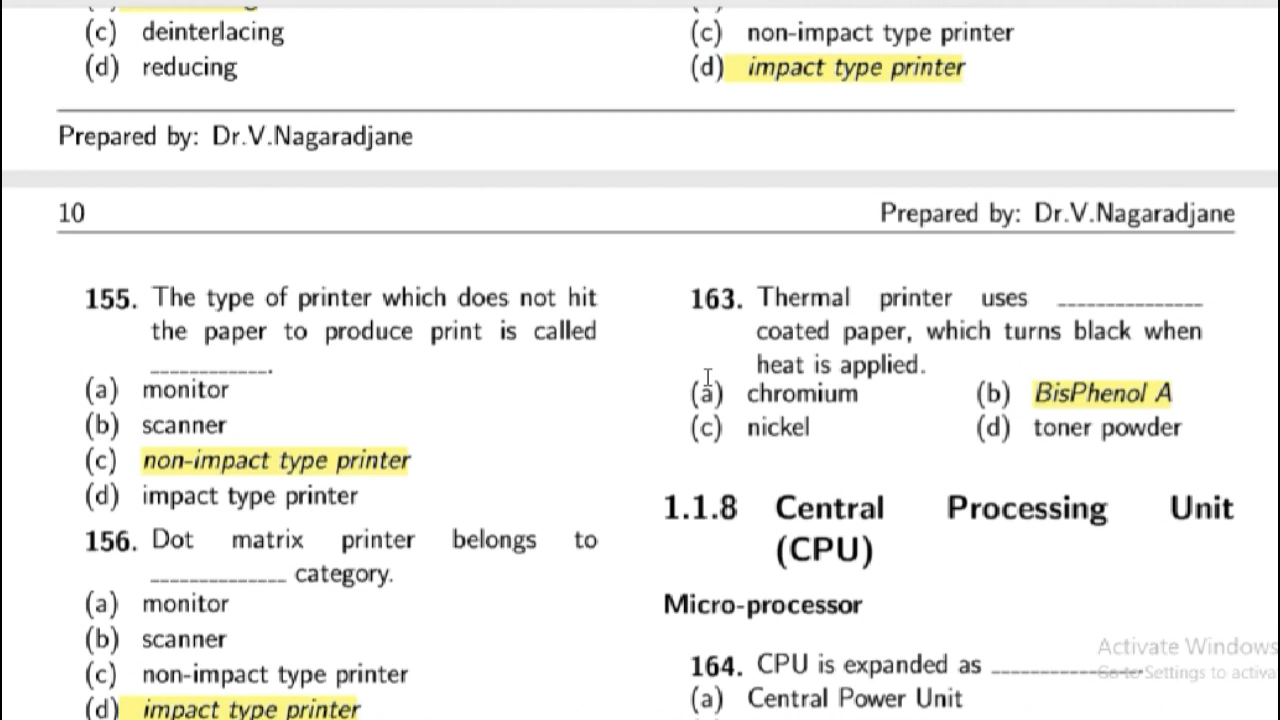 (c) deinterlacing
(d) reducing
(c) non-impact type printer
(d) impact type printer
Prepared by: Dr.V.Nagaradjane
10
Prepared by: Dr.V.Nagaradjane
155. The type of printer which does not hit
the paper to produce print is called
____________.
(a) monitor
(b) scanner
(c) non-impact type printer
(d) impact type printer
156. Dot matrix printer belongs to
_____________ category.
(a) monitor
(b) scanner
(c) non-impact type printer
(d) impact type printer
163. Thermal printer uses ______________
coated paper, which turns black when
heat is applied.
(a) chromium (b) BisPhenol A
(c) nickel (d) toner powder
1.1.8 Central Processing Unit
(CPU)
Micro-processor
164. CPU is expanded as ______________
(a) Central Power Unit
Activate Windows
Go to Settings to activa